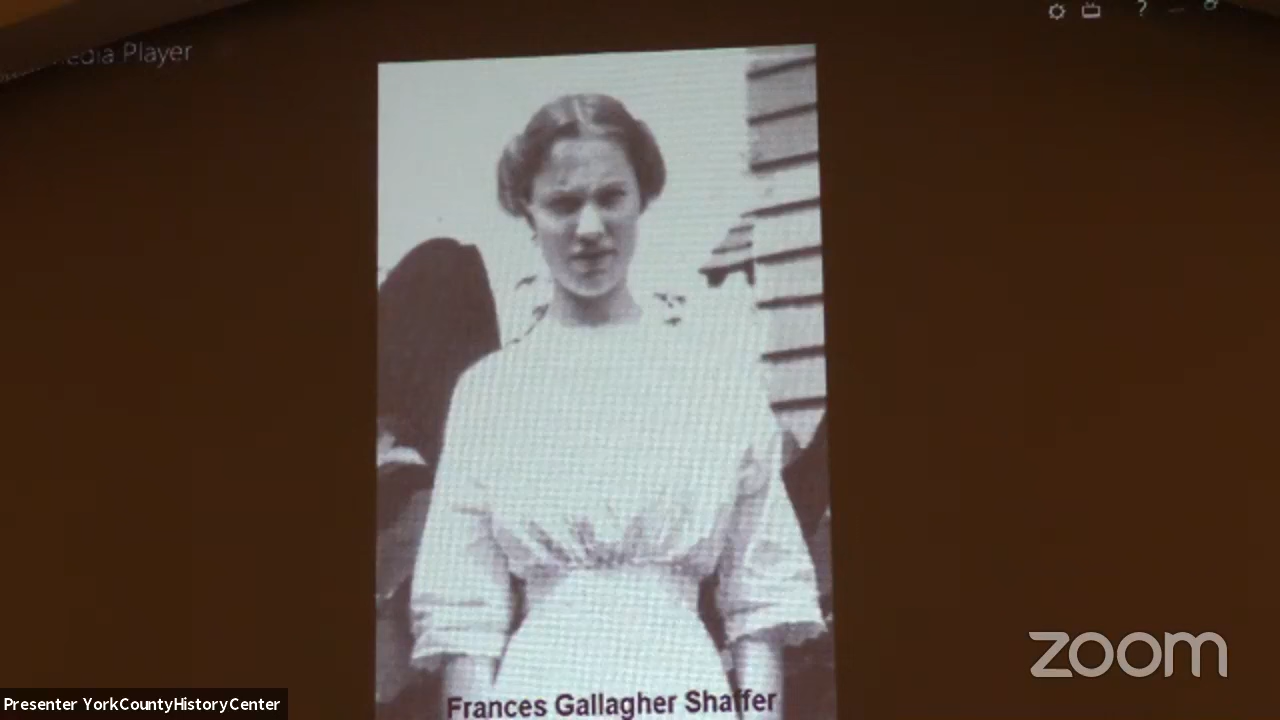 Media Player
?
Frances Gallagher Shaffer
zoom
Presenter YorkCountyHistoryCenter